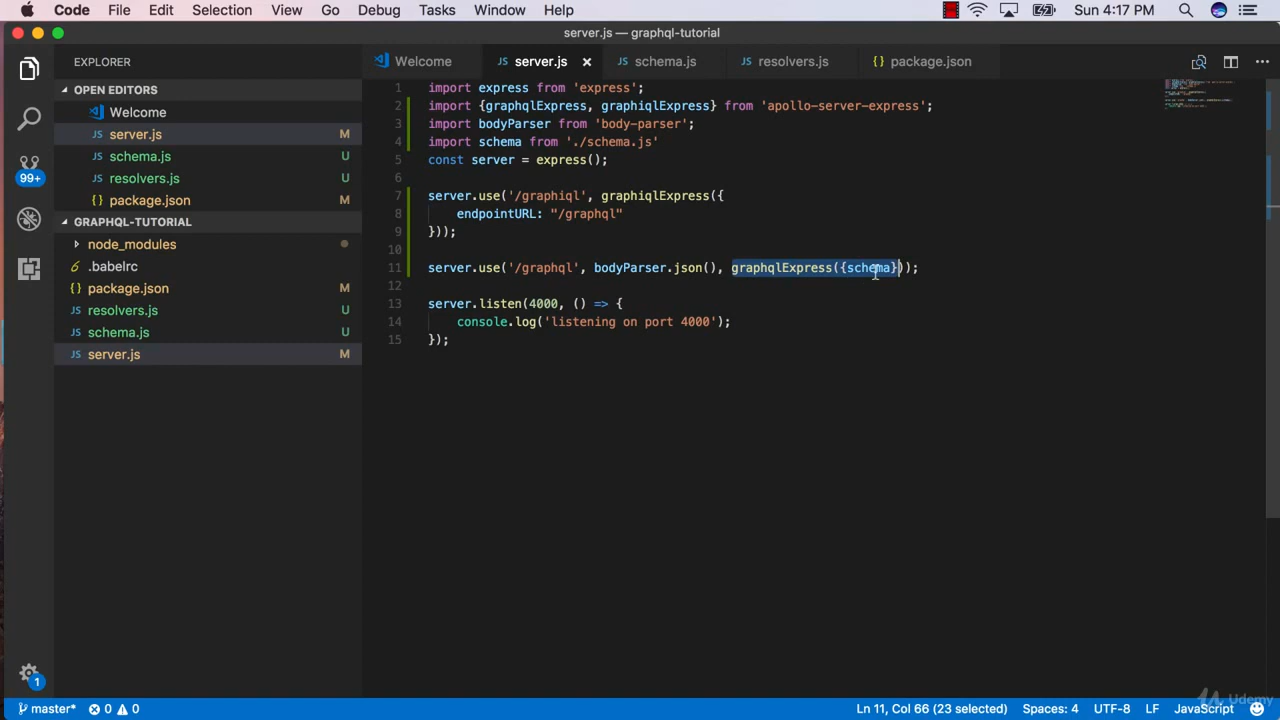 Code File Edit Selection View Go Debug Tasks Window Help Sun 4:17 PM
server.js — graphql-tutorial
EXPLORER
Welcome server.js × schema.js resolvers.js package.json
OPEN EDITORS
Welcome
server.js M
schema.js U
resolvers.js U
package.json M
GRAPHQL-TUTORIAL
node_modules
.babelrc
package.json M
resolvers.js U
schema.js U
server.js M
99+
1
1 import express from 'express';
2 import {graphqlExpress, graphiqlExpress} from 'apollo-server-express';
3 import bodyParser from 'body-parser';
4 import schema from './schema.js'
5 const server = express();
6
7 server.use('/graphiql', graphiqlExpress({
8 endpointURL: "/graphql"
9 }));
10
11 server.use('/graphql', bodyParser.json(), graphqlExpress({schema}));
12
13 server.listen(4000, () => {
14 console.log('listening on port 4000');
15 });
master* 0 0 Ln 11, Col 66 (23 selected) Spaces: 4 UTF-8 LF JavaScript
Udemy